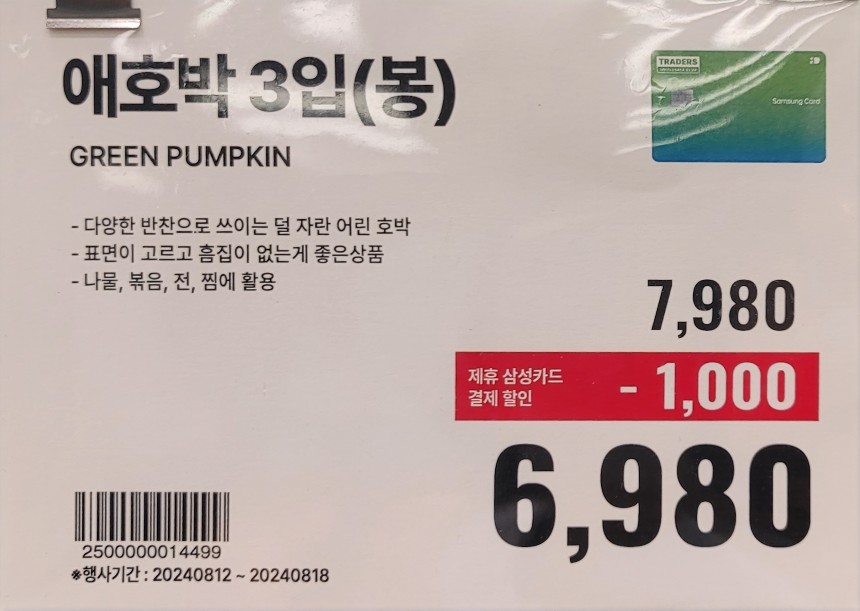 애호박 3입(봉)
TRADERS
WHOLESALE CLUB
Samsung Card
GREEN PUMPKIN
- 다양한 반찬으로 쓰이는 덜 자란 어린 호박
- 표면이 고르고 흠집이 없는게 좋은상품
- 나물, 볶음, 전, 찜에 활용
7,980
제휴 삼성카드
결제 할인
- 1,000
6,980
2500000014499
※행사기간 : 20240812 ~ 20240818